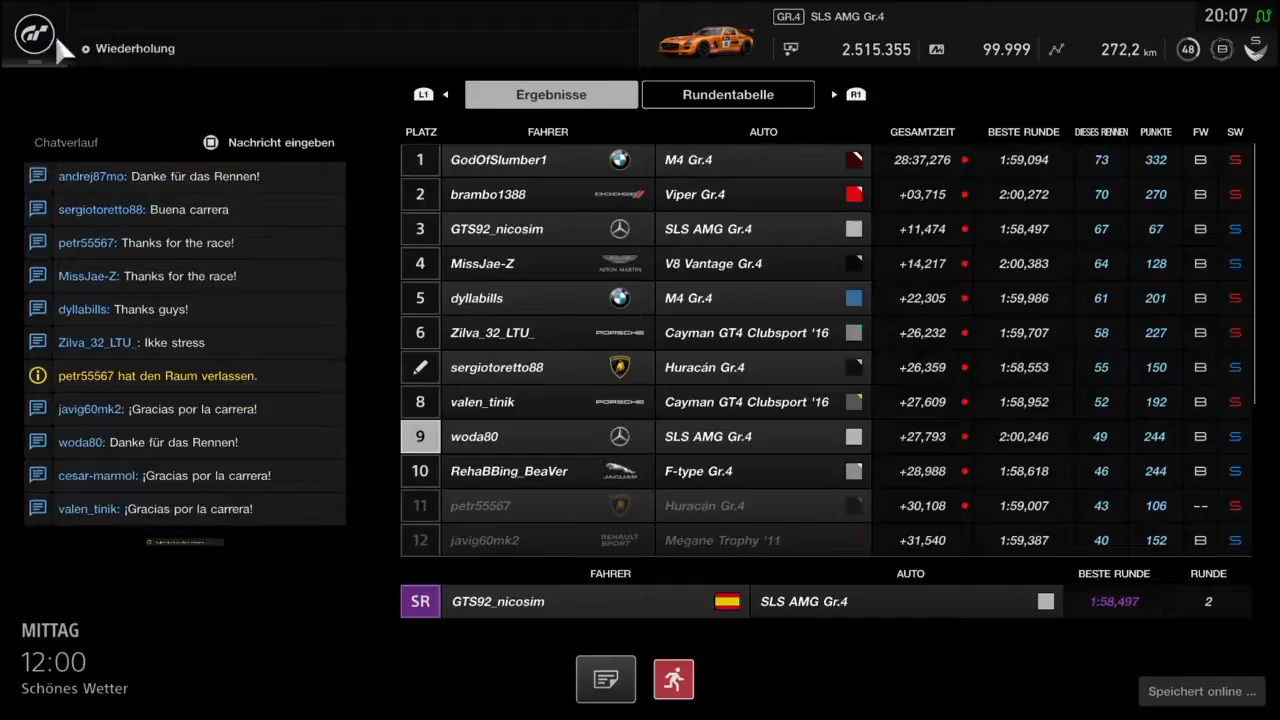 GR.4 SLS AMG Gr.4
20:07
Wiederholung
2.515.355 99.999 272,2 km 48 B S
L1 Ergebnisse Rundentabelle R1
Chatverlauf Nachricht eingeben
andrej87mo: Danke für das Rennen!
sergiotoretto88: Buena carrera
petr55567: Thanks for the race!
MissJae-Z: Thanks for the race!
dyllabills: Thanks guys!
Zilva_32_LTU_: Ikke stress
petr55567 hat den Raum verlassen.
javig60mk2: ¡Gracias por la carrera!
woda80: Danke für das Rennen!
cesar-marmol: ¡Gracias por la carrera!
valen_tinik: ¡Gracias por la carrera!
PLATZ FAHRER AUTO GESAMTZEIT BESTE RUNDE DIESES RENNEN PUNKTE FW SW
1 GodOfSlumber1 M4 Gr.4 28:37,276 1:59,094 73 332 B S
2 brambo1388 DODGE Viper Gr.4 +03,715 2:00,272 70 270 B S
3 GTS92_nicosim SLS AMG Gr.4 +11,474 1:58,497 67 67 B S
4 MissJae-Z ASTON MARTIN V8 Vantage Gr.4 +14,217 2:00,383 64 128 B S
5 dyllabills M4 Gr.4 +22,305 1:59,986 61 201 B S
6 Zilva_32_LTU_ PORSCHE Cayman GT4 Clubsport '16 +26,232 1:59,707 58 227 B S
sergiotoretto88 Huracán Gr.4 +26,359 1:58,553 55 150 B S
8 valen_tinik PORSCHE Cayman GT4 Clubsport '16 +27,609 1:58,952 52 192 B S
9 woda80 SLS AMG Gr.4 +27,793 2:00,246 49 244 B S
10 RehaBBing_BeaVer JAGUAR F-type Gr.4 +28,988 1:58,618 46 244 B S
11 petr55567 Huracán Gr.4 +30,108 1:59,007 43 106 -- S
12 javig60mk2 RENAULT SPORT Mégane Trophy '11 +31,540 1:59,387 40 152 B S
FAHRER AUTO BESTE RUNDE RUNDE
SR GTS92_nicosim SLS AMG Gr.4 1:58,497 2
MITTAG
12:00
Schönes Wetter
Speichert online ...